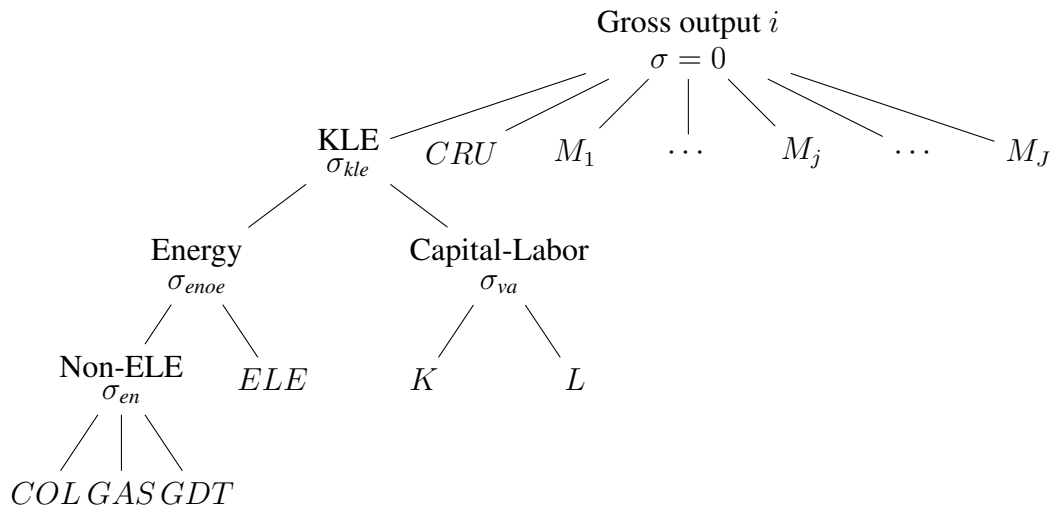 Gross output i
σ = 0
KLE
σkle
CRU
M1
⋯
Mj
⋯
MJ
Energy
σenoe
Capital-Labor
σva
Non-ELE
σen
ELE
K
L
COL GAS GDT